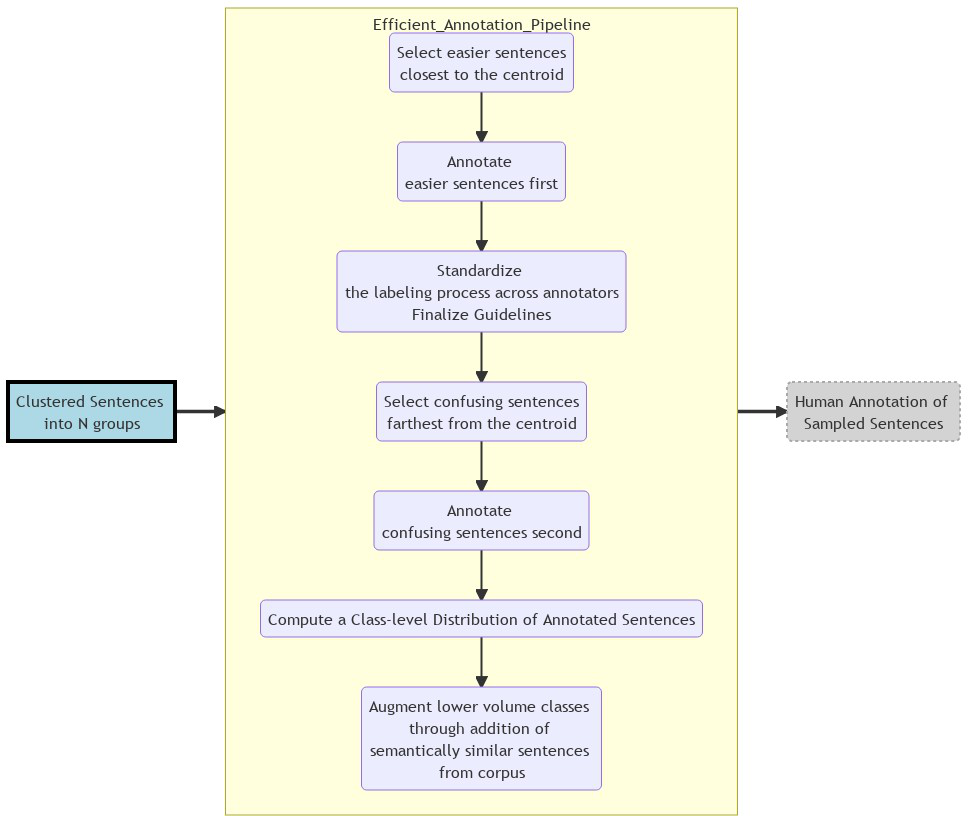 Efficient_Annotation_Pipeline
Select easier sentences
closest to the centroid
Annotate
easier sentences first
Standardize
the labeling process across annotators
Finalize Guidelines
Clustered Sentences
into N groups
Select confusing sentences
farthest from the centroid
Human Annotation of
Sampled Sentences
Annotate
confusing sentences second
Compute a Class-level Distribution of Annotated Sentences
Augment lower volume classes
through addition of
semantically similar sentences
from corpus